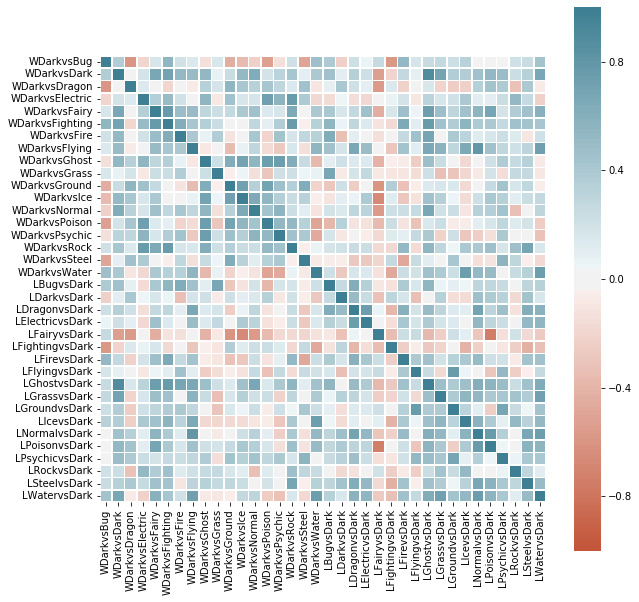 WDarkvsBug
WDarkvsDark
WDarkvsDragon
WDarkvsElectric
WDarkvsFairy
WDarkvsFighting
WDarkvsFire
WDarkvsFlying
WDarkvsGhost
WDarkvsGrass
WDarkvsGround
WDarkvsIce
WDarkvsNormal
WDarkvsPoison
WDarkvsPsychic
WDarkvsRock
WDarkvsSteel
WDarkvsWater
LBugvsDark
LDarkvsDark
LDragonvsDark
LElectricvsDark
LFairyvsDark
LFightingvsDark
LFirevsDark
LFlyingvsDark
LGhostvsDark
LGrassvsDark
LGroundvsDark
LIcevsDark
LNormalvsDark
LPoisonvsDark
LPsychicvsDark
LRockvsDark
LSteelvsDark
LWatervsDark
WDarkvsBug
WDarkvsDark
WDarkvsDragon
WDarkvsElectric
WDarkvsFairy
WDarkvsFighting
WDarkvsFire
WDarkvsFlying
WDarkvsGhost
WDarkvsGrass
WDarkvsGround
WDarkvsIce
WDarkvsNormal
WDarkvsPoison
WDarkvsPsychic
WDarkvsRock
WDarkvsSteel
WDarkvsWater
LBugvsDark
LDarkvsDark
LDragonvsDark
LElectricvsDark
LFairyvsDark
LFightingvsDark
LFirevsDark
LFlyingvsDark
LGhostvsDark
LGrassvsDark
LGroundvsDark
LIcevsDark
LNormalvsDark
LPoisonvsDark
LPsychicvsDark
LRockvsDark
LSteelvsDark
LWatervsDark
0.8
0.4
0.0
−0.4
−0.8